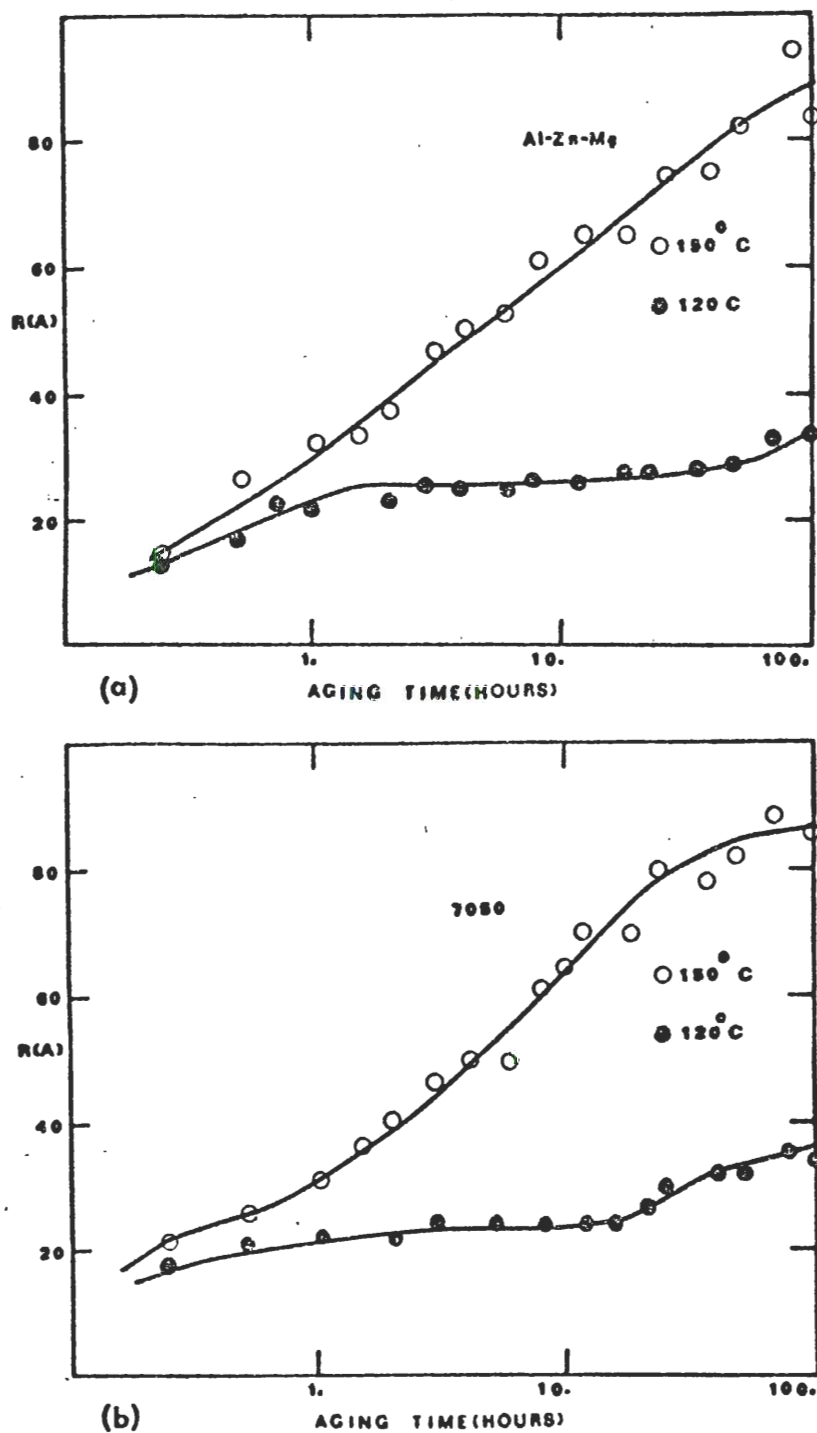 80
Al-Zn-Mg
150° C
60
120 C
R(A)
40
20
1. 10. 100.
(a) AGING TIME(HOURS)
80
7050
150° C
60
120° C
R(A)
40
20
1. 10. 100.
(b) AGING TIME(HOURS)